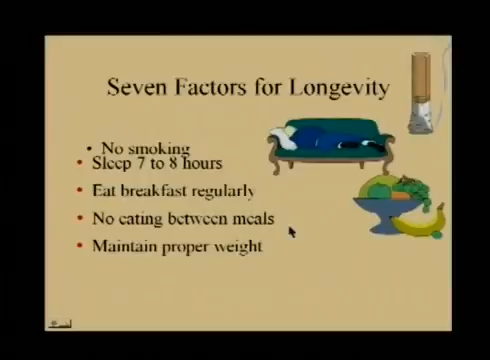 Seven Factors for Longevity
• No smoking
• Sleep 7 to 8 hours
• Eat breakfast regularly
• No eating between meals
• Maintain proper weight